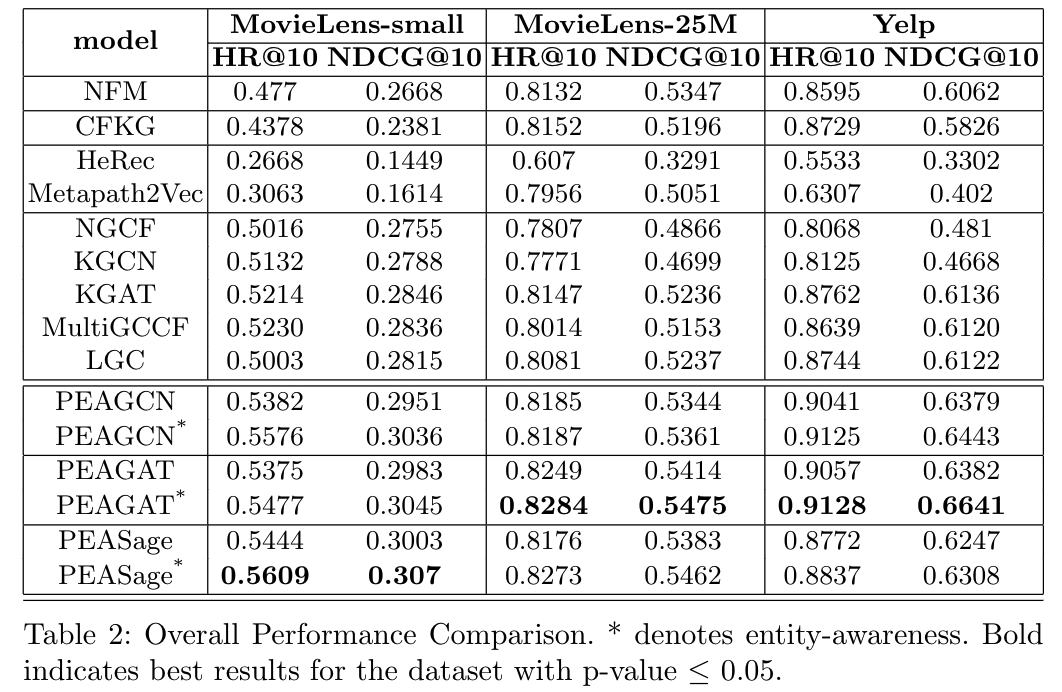 model MovieLens-small MovieLens-25M Yelp
HR@10 NDCG@10 HR@10 NDCG@10 HR@10 NDCG@10
NFM 0.477 0.2668 0.8132 0.5347 0.8595 0.6062
CFKG 0.4378 0.2381 0.8152 0.5196 0.8729 0.5826
HeRec 0.2668 0.1449 0.607 0.3291 0.5533 0.3302
Metapath2Vec 0.3063 0.1614 0.7956 0.5051 0.6307 0.402
NGCF 0.5016 0.2755 0.7807 0.4866 0.8068 0.481
KGCN 0.5132 0.2788 0.7771 0.4699 0.8125 0.4668
KGAT 0.5214 0.2846 0.8147 0.5236 0.8762 0.6136
MultiGCCF 0.5230 0.2836 0.8014 0.5153 0.8639 0.6120
LGC 0.5003 0.2815 0.8081 0.5237 0.8744 0.6122
PEAGCN 0.5382 0.2951 0.8185 0.5344 0.9041 0.6379
PEAGCN* 0.5576 0.3036 0.8187 0.5361 0.9125 0.6443
PEAGAT 0.5375 0.2983 0.8249 0.5414 0.9057 0.6382
PEAGAT* 0.5477 0.3045 0.8284 0.5475 0.9128 0.6641
PEASage 0.5444 0.3003 0.8176 0.5383 0.8772 0.6247
PEASage* 0.5609 0.307 0.8273 0.5462 0.8837 0.6308
Table 2: Overall Performance Comparison. * denotes entity-awareness. Bold
indicates best results for the dataset with p-value ≤ 0.05.